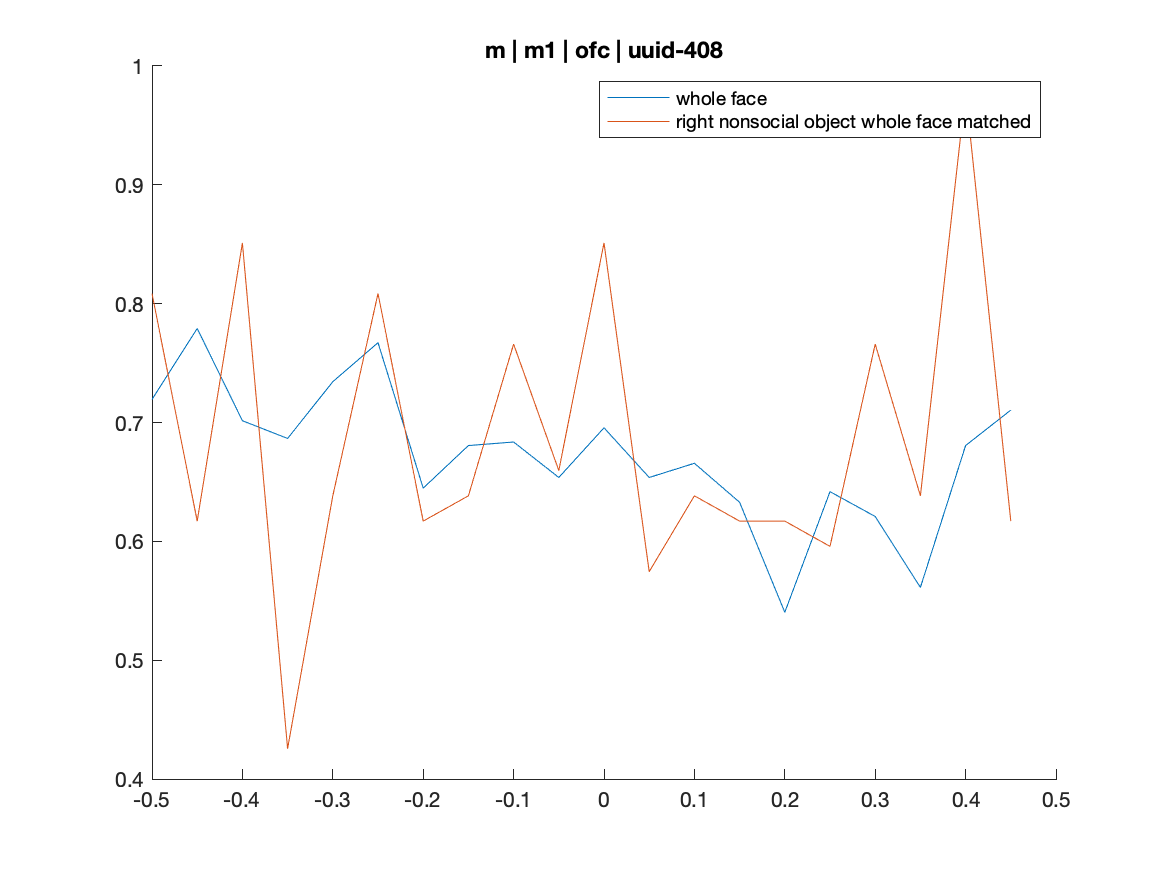 m | m1 | ofc | uuid-408
whole face
right nonsocial object whole face matched
1
0.9
0.8
0.7
0.6
0.5
0.4
-0.5 -0.4 -0.3 -0.2 -0.1 0 0.1 0.2 0.3 0.4 0.5